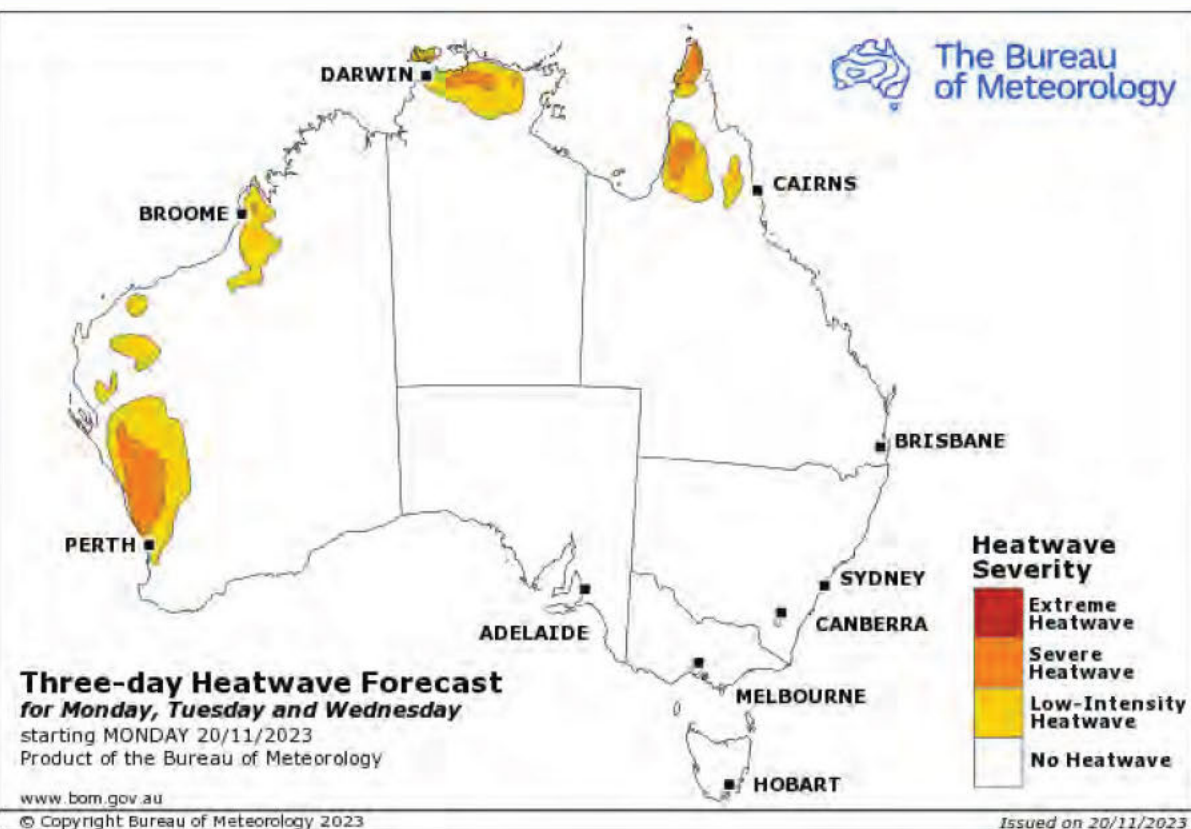 The Bureau
of Meteorology
DARWIN
CAIRNS
BROOME
BRISBANE
PERTH
SYDNEY
CANBERRA
ADELAIDE
MELBOURNE
HOBART
Heatwave
Severity
Extreme
Heatwave
Severe
Heatwave
Low-Intensity
Heatwave
No Heatwave
Three-day Heatwave Forecast
for Monday, Tuesday and Wednesday
starting MONDAY 20/11/2023
Product of the Bureau of Meteorology
www.bom.gov.au
© Copyright Bureau of Meteorology 2023
Issued on 20/11/2023